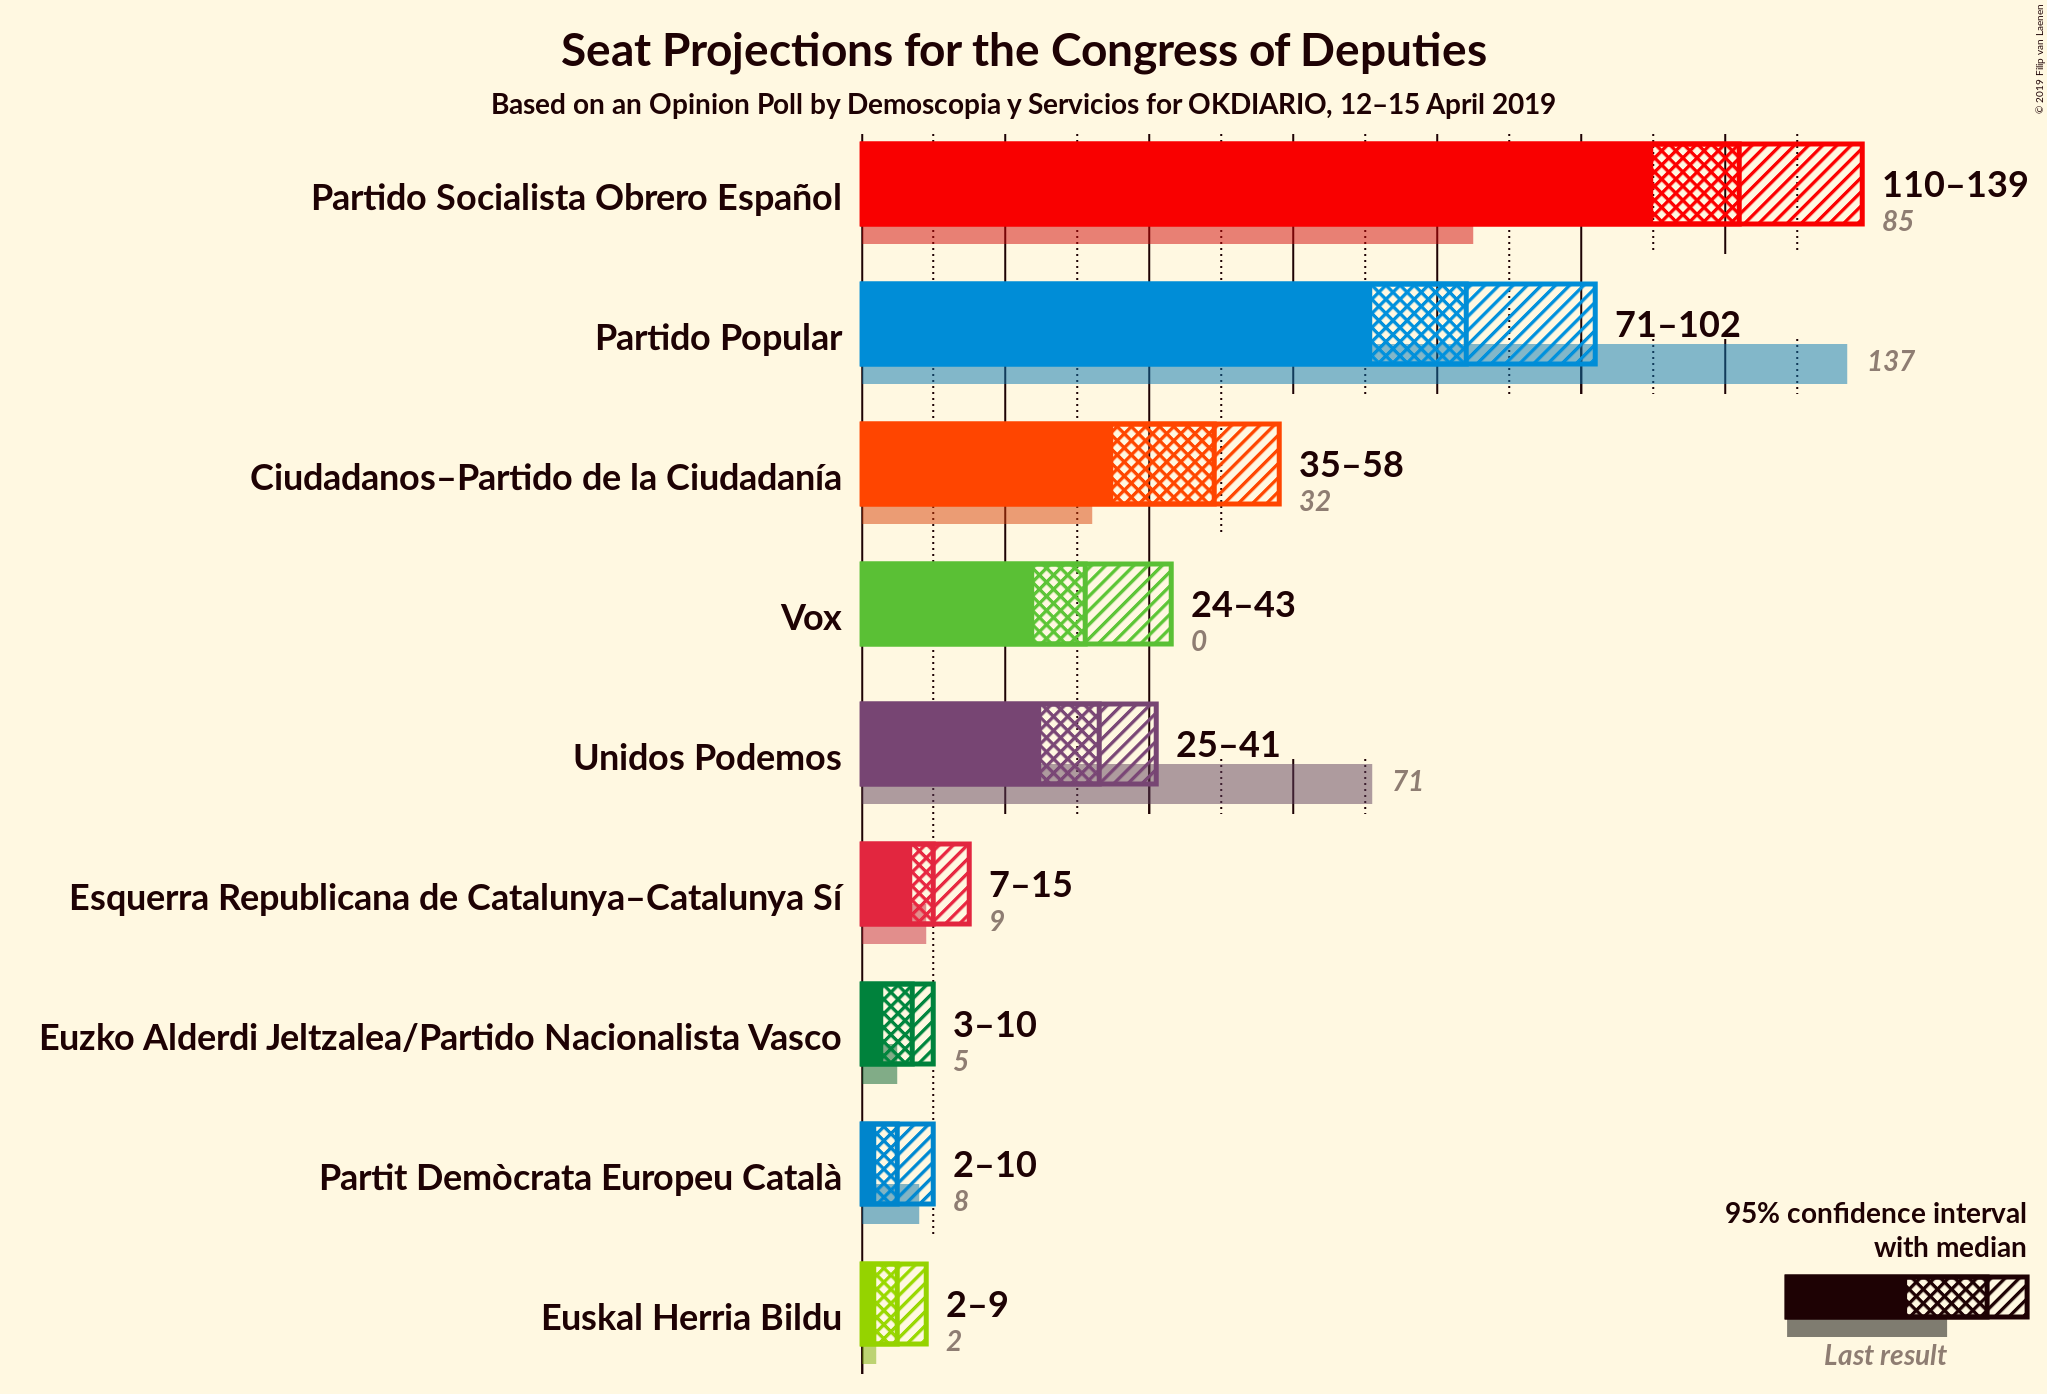 Seat Projections for the Congress of Deputies
Based on an Opinion Poll by Demoscopia y Servicios for OKDIARIO, 12–15 April 2019
© 2019 Filip van Laenen
Partido Socialista Obrero Español
110–139
85
Partido Popular
71–102
137
Ciudadanos–Partido de la Ciudadanía
35–58
32
Vox
24–43
0
Unidos Podemos
25–41
71
Esquerra Republicana de Catalunya–Catalunya Sí
7–15
9
Euzko Alderdi Jeltzalea/Partido Nacionalista Vasco
3–10
5
Partit Demòcrata Europeu Català
2–10
8
Euskal Herria Bildu
2–9
2
95% confidence interval
with median
Last result